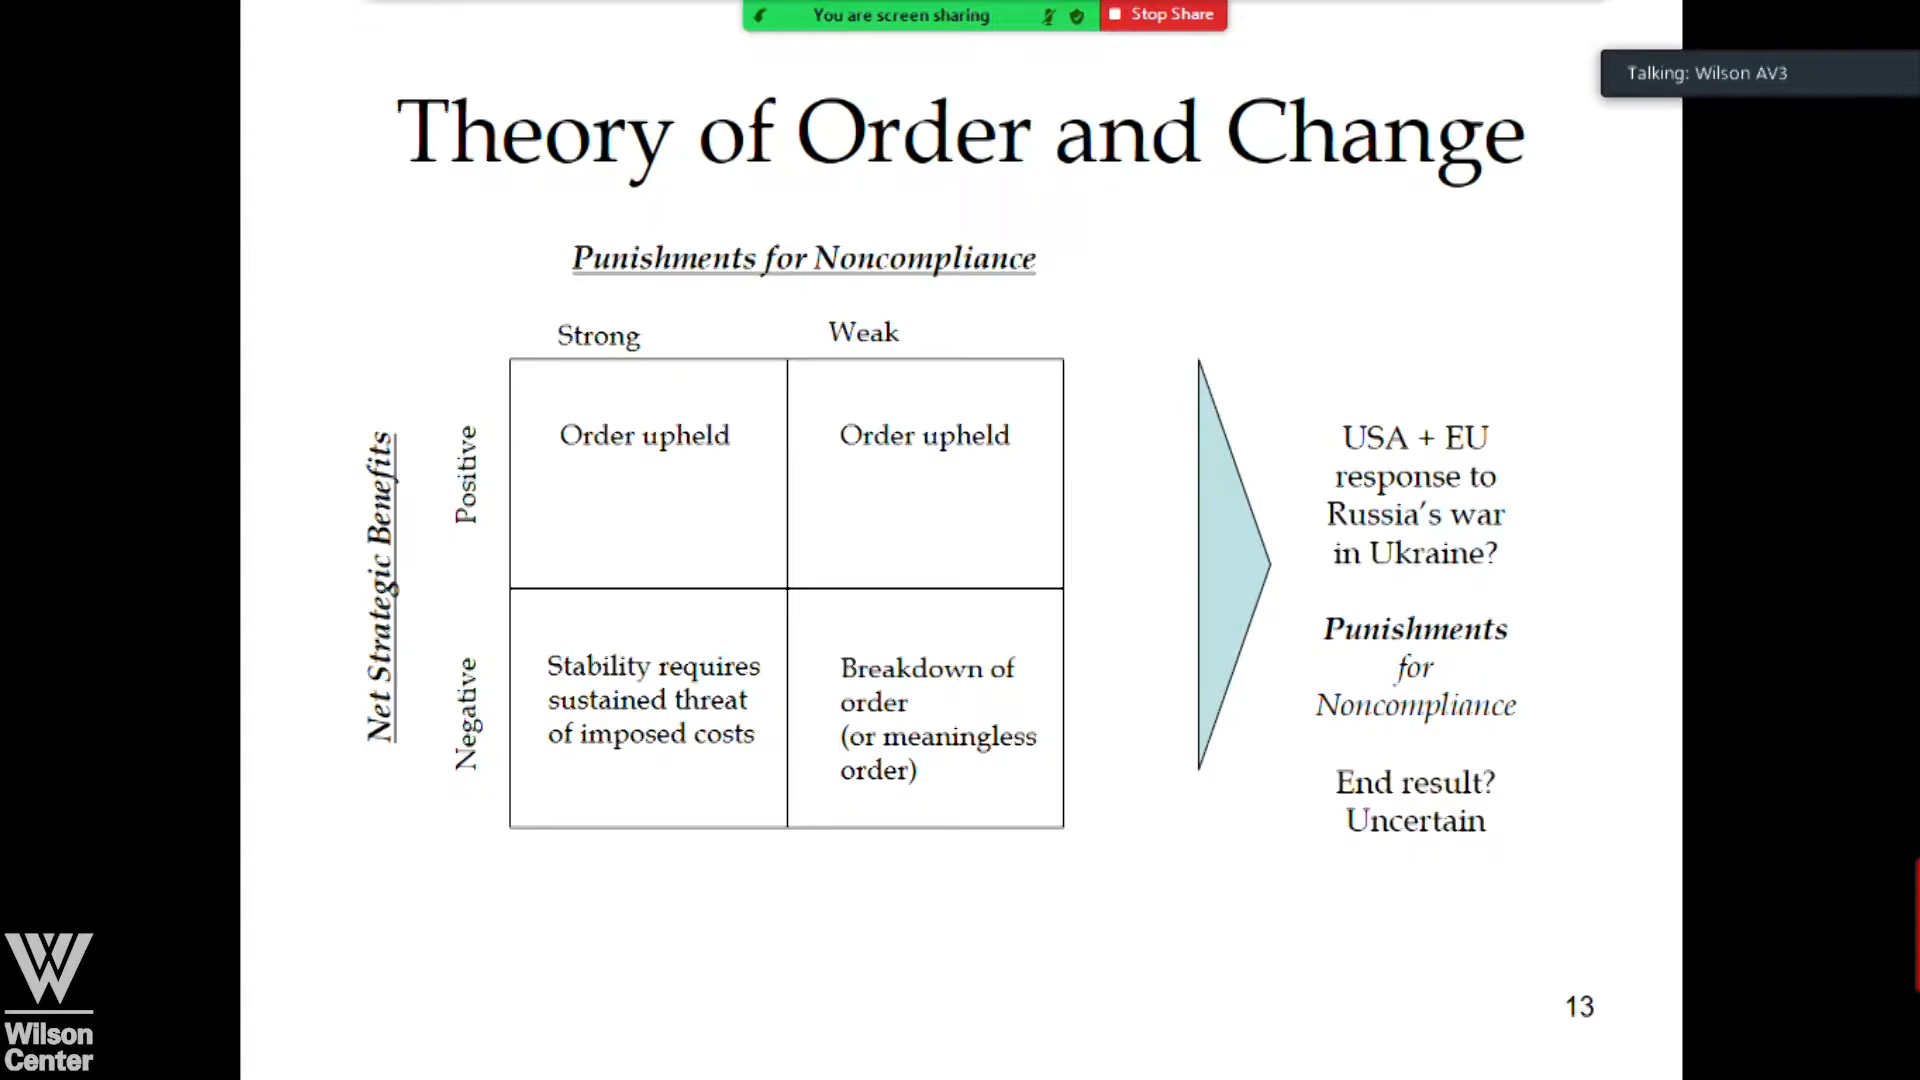 You are screen sharing
Stop Share
Talking: Wilson AV3
Theory of Order and Change
Punishments for Noncompliance
Strong
Weak
Net Strategic Benefits
Positive
Order upheld
Order upheld
Negative
Stability requires
sustained threat
of imposed costs
Breakdown of
order
(or meaningless
order)
USA + EU
response to
Russia's war
in Ukraine?
Punishments
for
Noncompliance
End result?
Uncertain
13
Wilson
Center